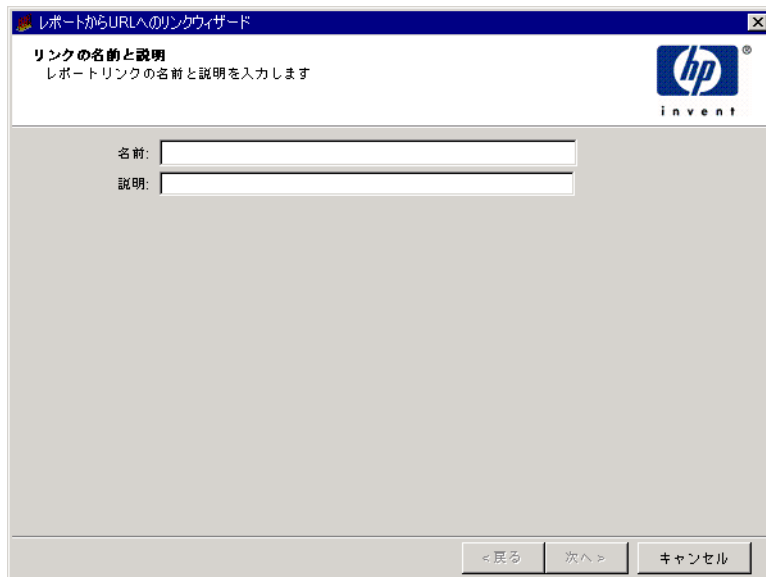 レポートからURLへのリンクウィザード
リンクの名前と説明
レポートリンクの名前と説明を入力します
hp ®
invent
名前:
説明:
<戻る 次へ> キャンセル